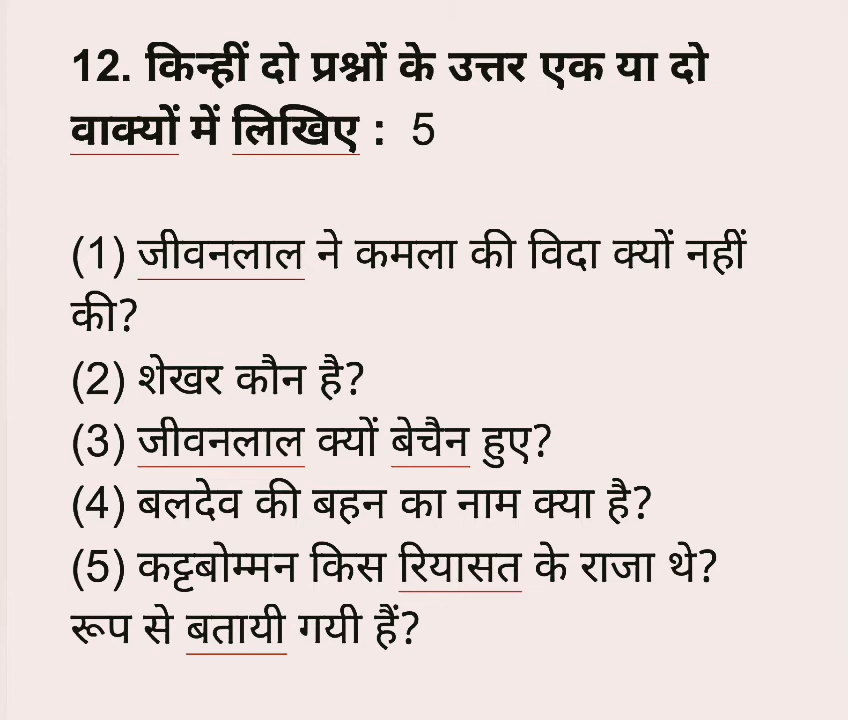 12. किन्हीं दो प्रश्नों के उत्तर एक या दो
वाक्यों में लिखिए : 5
(1) जीवनलाल ने कमला की विदा क्यों नहीं
की?
(2) शेखर कौन है?
(3) जीवनलाल क्यों बेचैन हुए?
(4) बलदेव की बहन का नाम क्या है?
(5) कट्टबोम्मन किस रियासत के राजा थे?
रूप से बतायी गयी हैं?